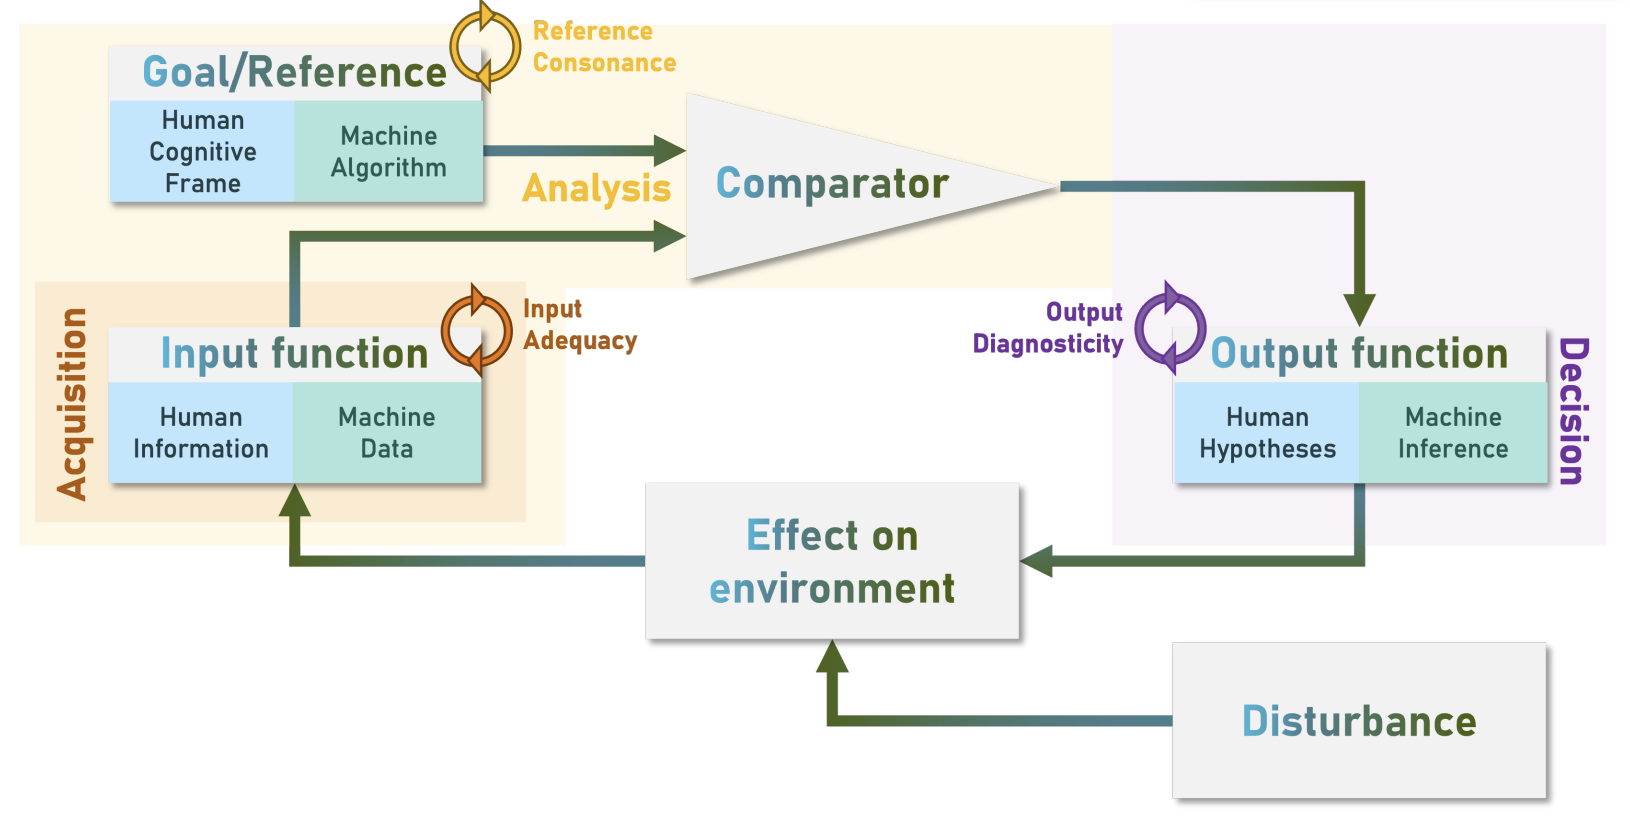 Reference
Consonance
Goal/Reference
Human
Cognitive
Frame
Machine
Algorithm
Analysis
Comparator
Acquisition
Input function
Input
Adequacy
Human
Information
Machine
Data
Output
Diagnosticity
Output function
Human
Hypotheses
Machine
Inference
Decision
Effect on
environment
Disturbance